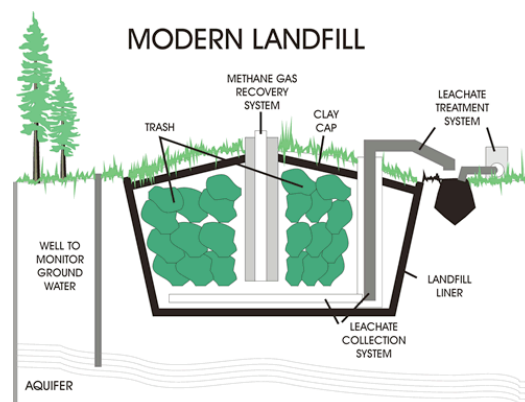 MODERN LANDFILL
METHANE GAS
RECOVERY
SYSTEM
LEACHATE
TREATMENT
SYSTEM
CLAY
CAP
TRASH
WELL TO
MONITOR
GROUND
WATER
LANDFILL
LINER
LEACHATE
COLLECTION
SYSTEM
AQUIFER